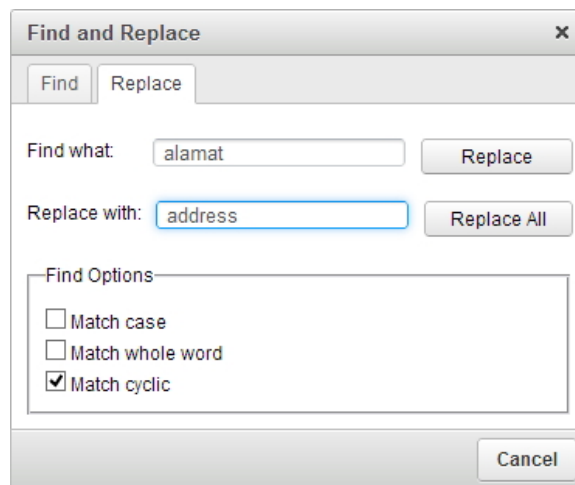 Find and Replace ×
Find Replace
Find what: alamat Replace
Replace with: address Replace All
Find Options
Match case
Match whole word
Match cyclic
Cancel